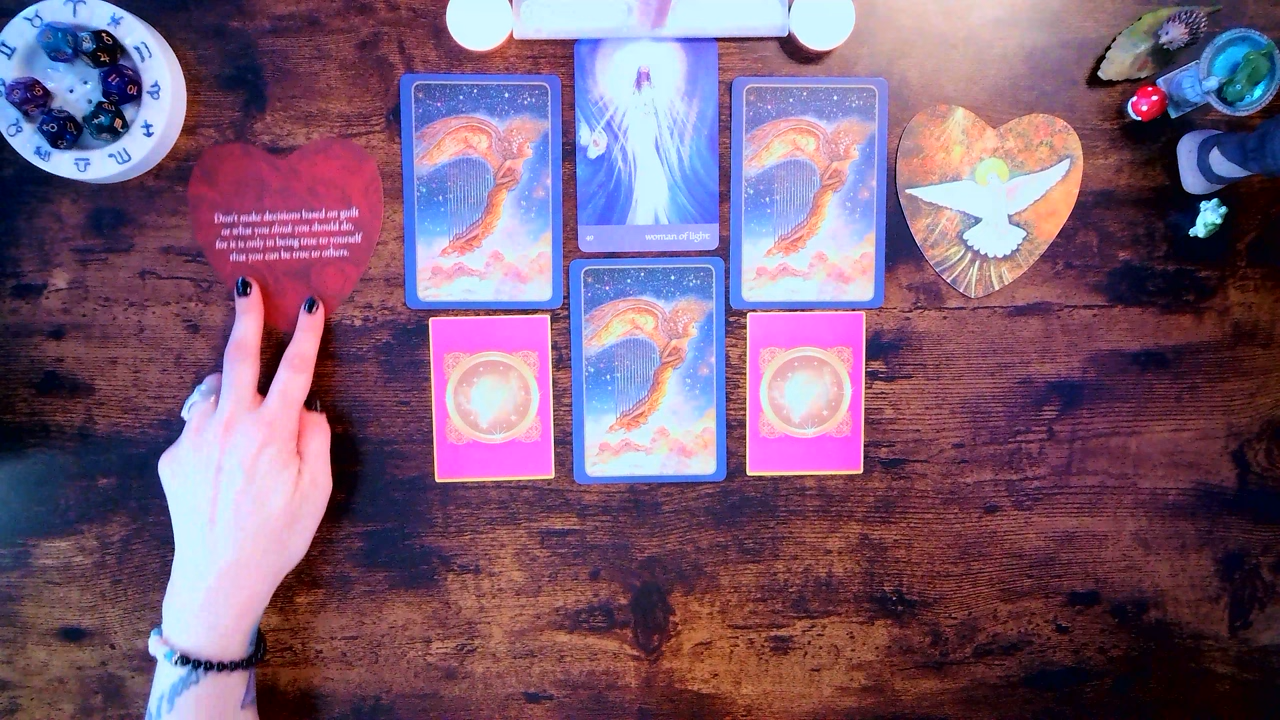 Don't make decisions based on guilt
or what you think you should do,
for it is only in being true to yourself
that you can be true to others.
woman of light